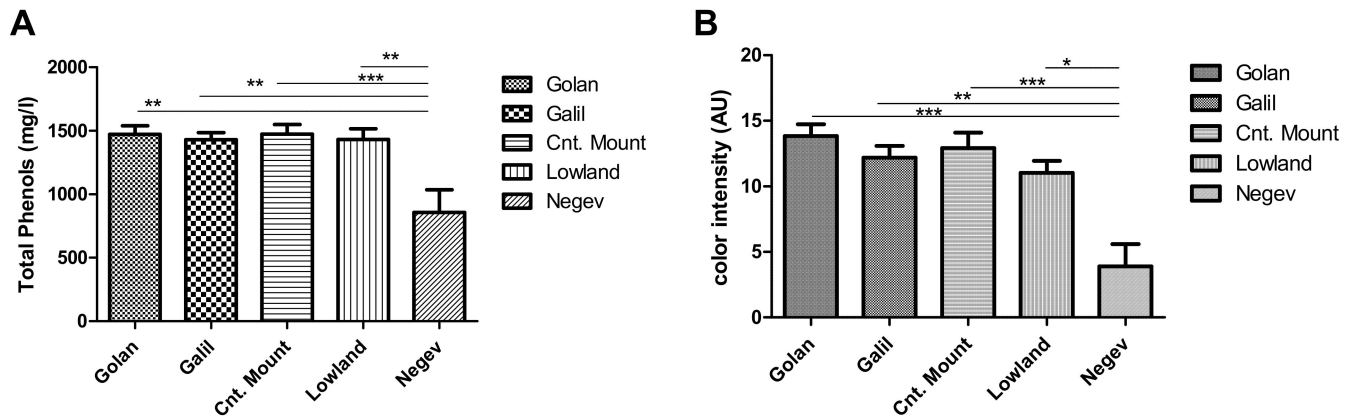 A
Total Phenols (mg/l)
2000
1500
1000
500
0
**
***
**
**
Golan
Galil
Cnt. Mount
Lowland
Negev
Golan
Galil
Cnt. Mount
Lowland
Negev
B
color intensity (AU)
20
15
10
5
0
*
***
**
***
Golan
Galil
Cnt. Mount
Lowland
Negev
Golan
Galil
Cnt. Mount
Lowland
Negev